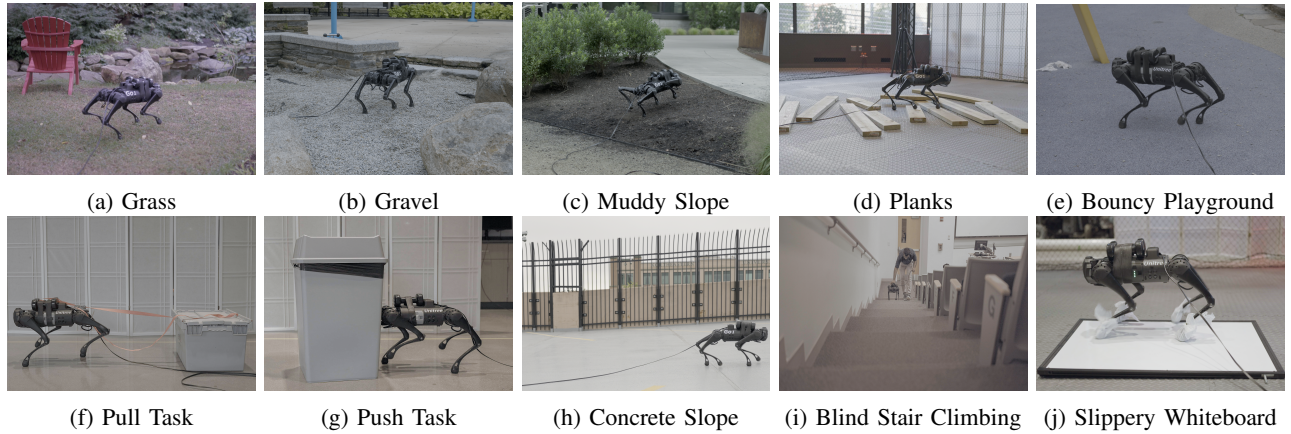 (a) Grass
(b) Gravel
(c) Muddy Slope
(d) Planks
(e) Bouncy Playground
(f) Pull Task
(g) Push Task
(h) Concrete Slope
(i) Blind Stair Climbing
(j) Slippery Whiteboard